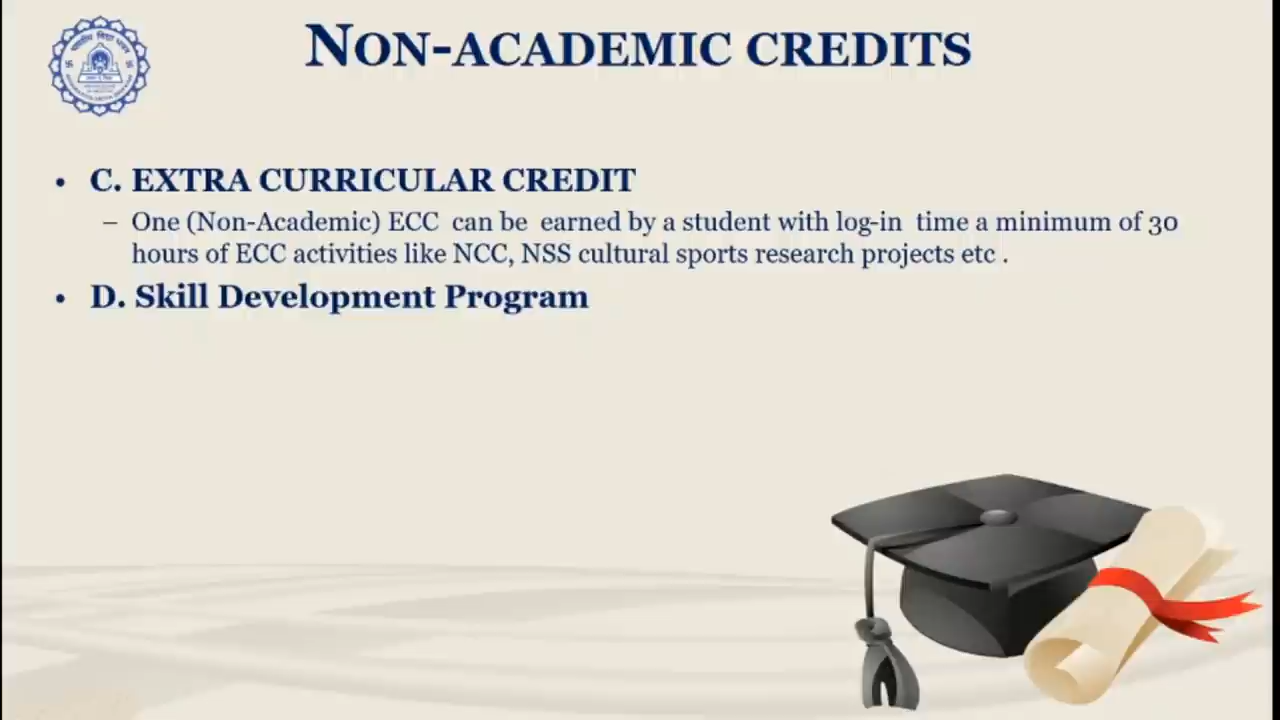 NON-ACADEMIC CREDITS
• C. EXTRA CURRICULAR CREDIT
– One (Non-Academic) ECC can be earned by a student with log-in time a minimum of 30
hours of ECC activities like NCC, NSS cultural sports research projects etc .
• D. Skill Development Program